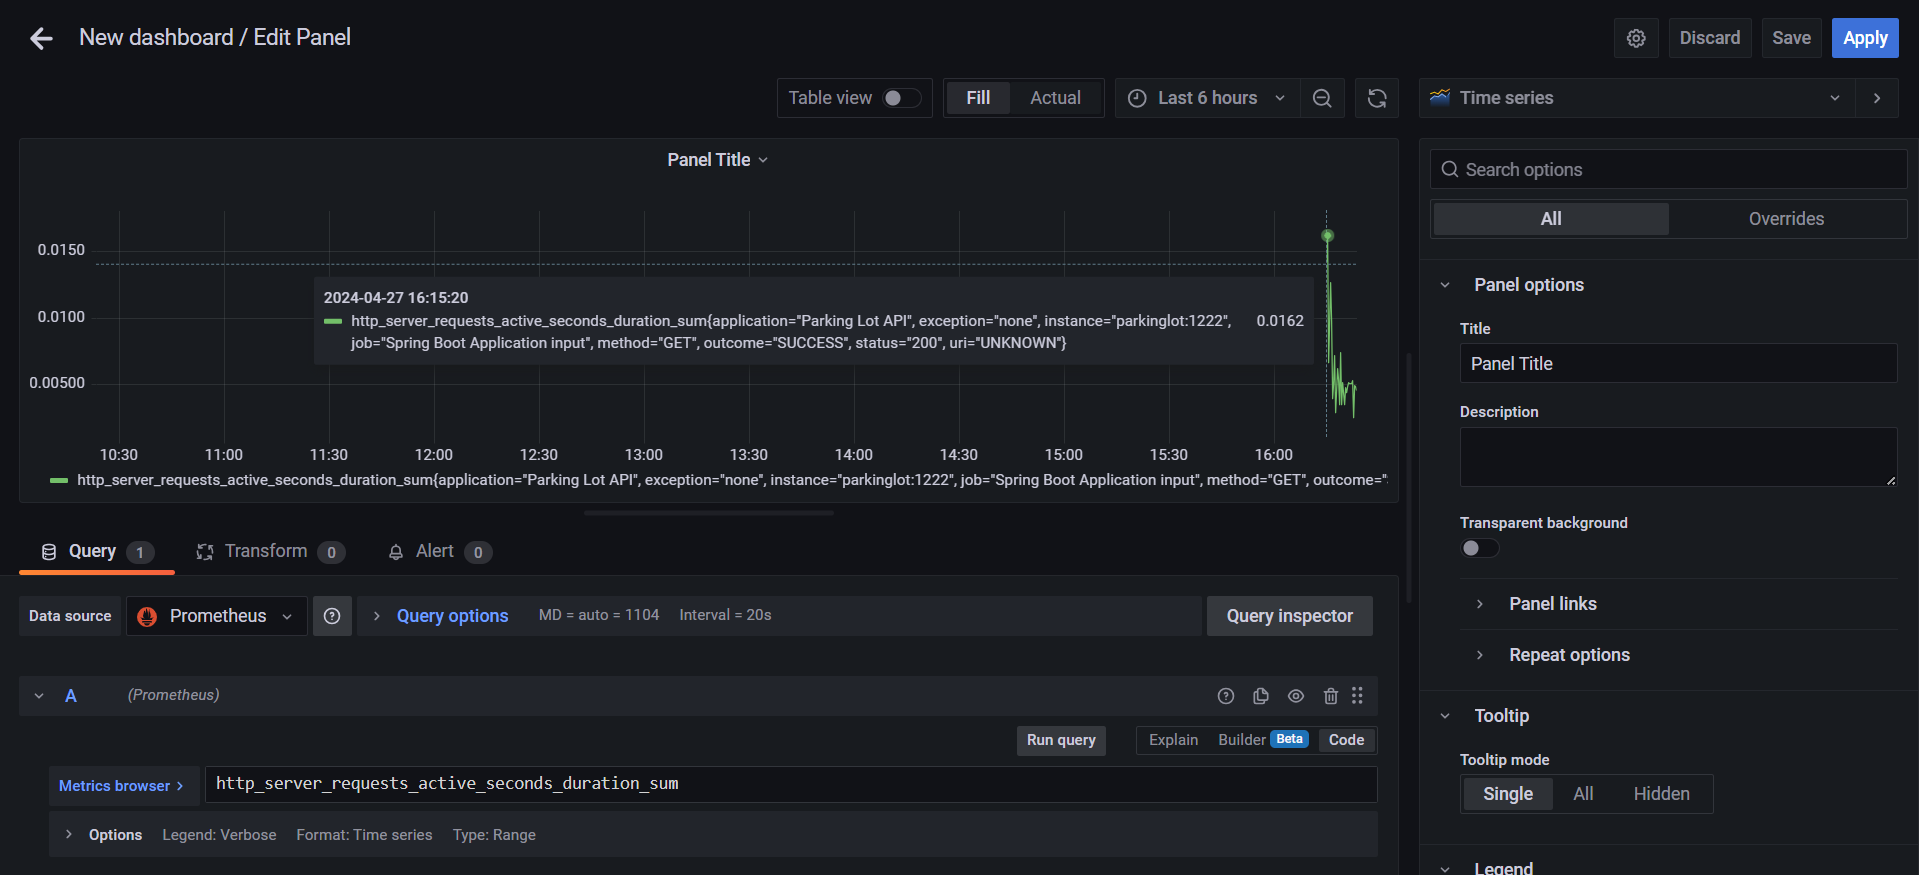 New dashboard / Edit Panel
Discard
Save
Apply
Table view
Fill
Actual
Last 6 hours
Time series
Panel Title
Search options
All
Overrides
0.0150
0.0100
0.00500
2024-04-27 16:15:20
http_server_requests_active_seconds_duration_sum{application="Parking Lot API", exception="none", instance="parkinglot:1222", 0.0162
job="Spring Boot Application input", method="GET", outcome="SUCCESS", status="200", uri="UNKNOWN"}
10:30 11:00 11:30 12:00 12:30 13:00 13:30 14:00 14:30 15:00 15:30 16:00
http_server_requests_active_seconds_duration_sum{application="Parking Lot API", exception="none", instance="parkinglot:1222", job="Spring Boot Application input", method="GET", outcome="
Panel options
Title
Panel Title
Description
Transparent background
Panel links
Repeat options
Tooltip
Tooltip mode
Single
All
Hidden
Legend
Query 1
Transform 0
Alert 0
Data source
Prometheus
Query options
MD = auto = 1104
Interval = 20s
Query inspector
A
(Prometheus)
Run query
Explain
Builder Beta
Code
Metrics browser >
http_server_requests_active_seconds_duration_sum
Options
Legend: Verbose
Format: Time series
Type: Range